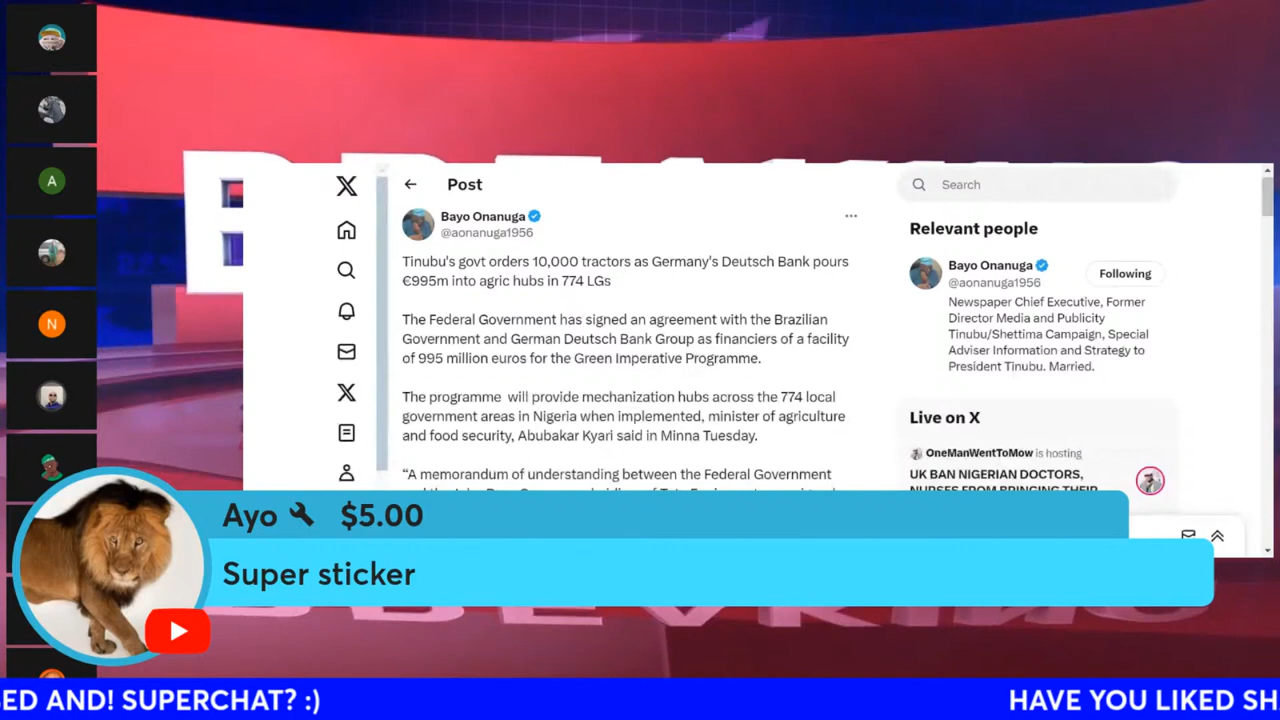 Post
Bayo Onanuga
@aonanuga1956
Tinubu's govt orders 10,000 tractors as Germany's Deutsch Bank pours
€995m into agric hubs in 774 LGs
The Federal Government has signed an agreement with the Brazilian
Government and German Deutsch Bank Group as financiers of a facility
of 995 million euros for the Green Imperative Programme.
The programme will provide mechanization hubs across the 774 local
government areas in Nigeria when implemented, minister of agriculture
and food security, Abubakar Kyari said in Minna Tuesday.
“A memorandum of understanding between the Federal Government
Search
Relevant people
Bayo Onanuga
@aonanuga1956
Following
Newspaper Chief Executive, Former
Director Media and Publicity
Tinubu/Shettima Campaign, Special
Adviser Information and Strategy to
President Tinubu. Married.
Live on X
OneManWentToMow is hosting
UK BAN NIGERIAN DOCTORS,
NURSES FROM BRINGING THEIR
A
N
Ayo $5.00
Super sticker
ED AND! SUPERCHAT? :) HAVE YOU LIKED SH